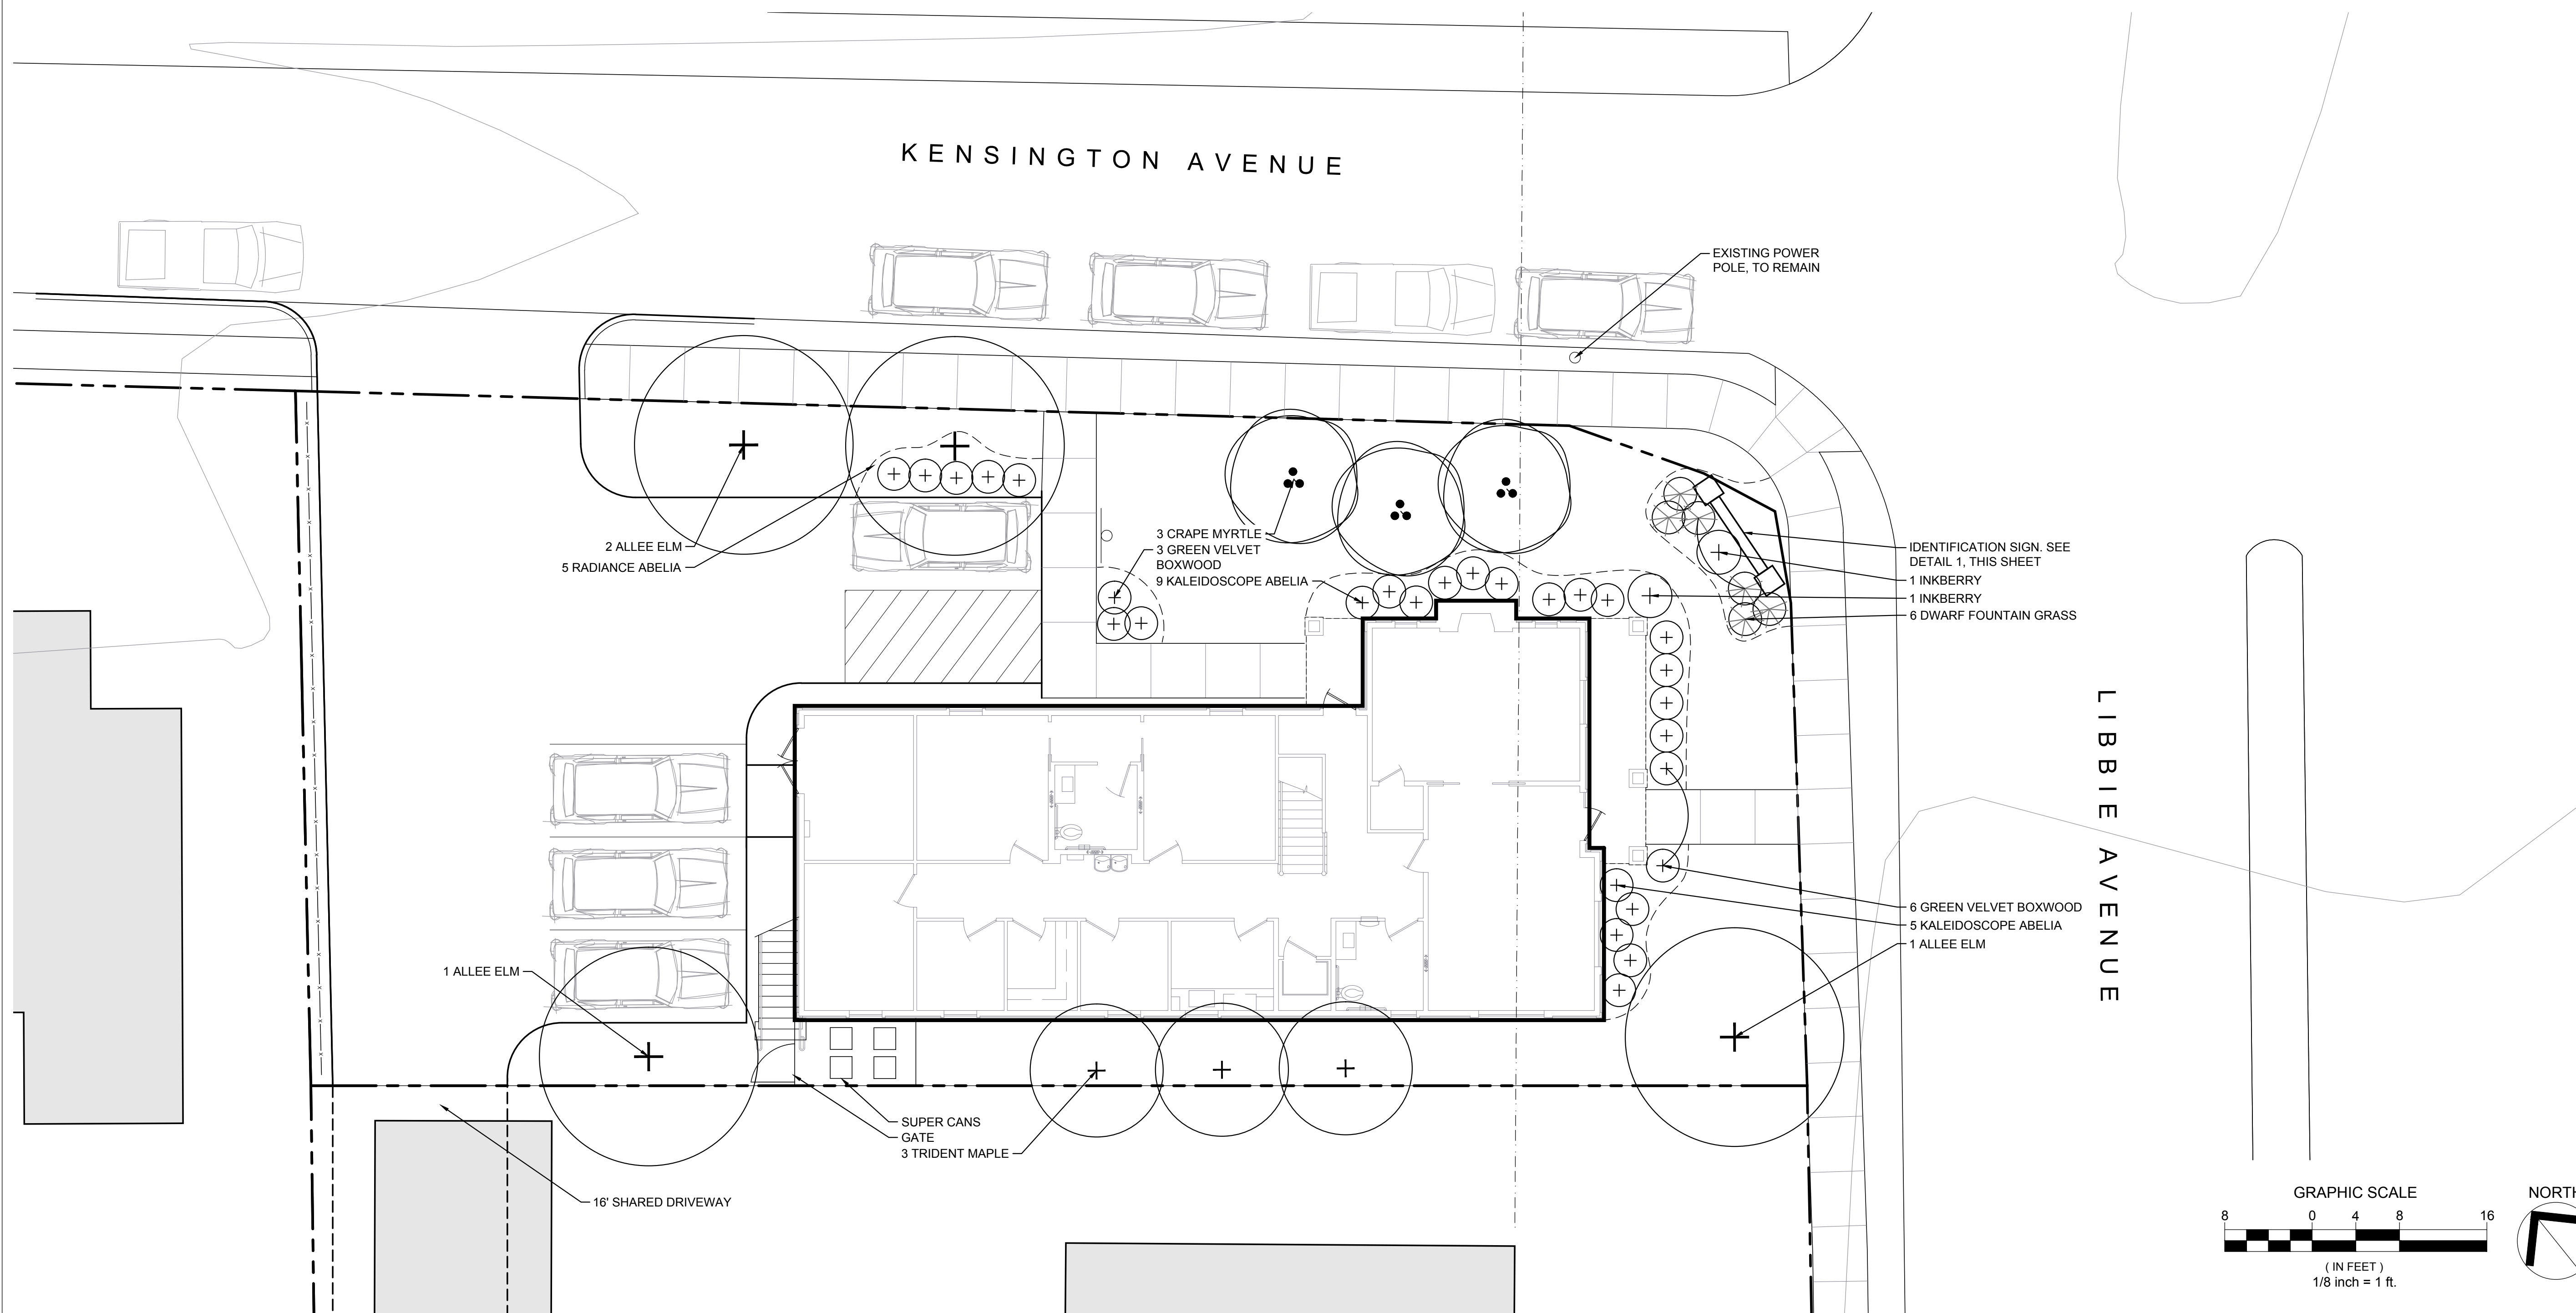 KENSINGTON AVENUE
EXISTING POWER
POLE, TO REMAIN
2 ALLEE ELM
5 RADIANCE ABELIA
3 CRAPE MYRTLE
3 GREEN VELVET
BOXWOOD
9 KALEIDOSCOPE ABELIA
IDENTIFICATION SIGN. SEE
DETAIL 1, THIS SHEET
1 INKBERRY
1 INKBERRY
6 DWARF FOUNTAIN GRASS
LIBBIE AVENUE
6 GREEN VELVET BOXWOOD
5 KALEIDOSCOPE ABELIA
1 ALLEE ELM
1 ALLEE ELM
SUPER CANS
GATE
3 TRIDENT MAPLE
16' SHARED DRIVEWAY
GRAPHIC SCALE
NORTH
8 0 4 8 16
( IN FEET )
1/8 inch = 1 ft.